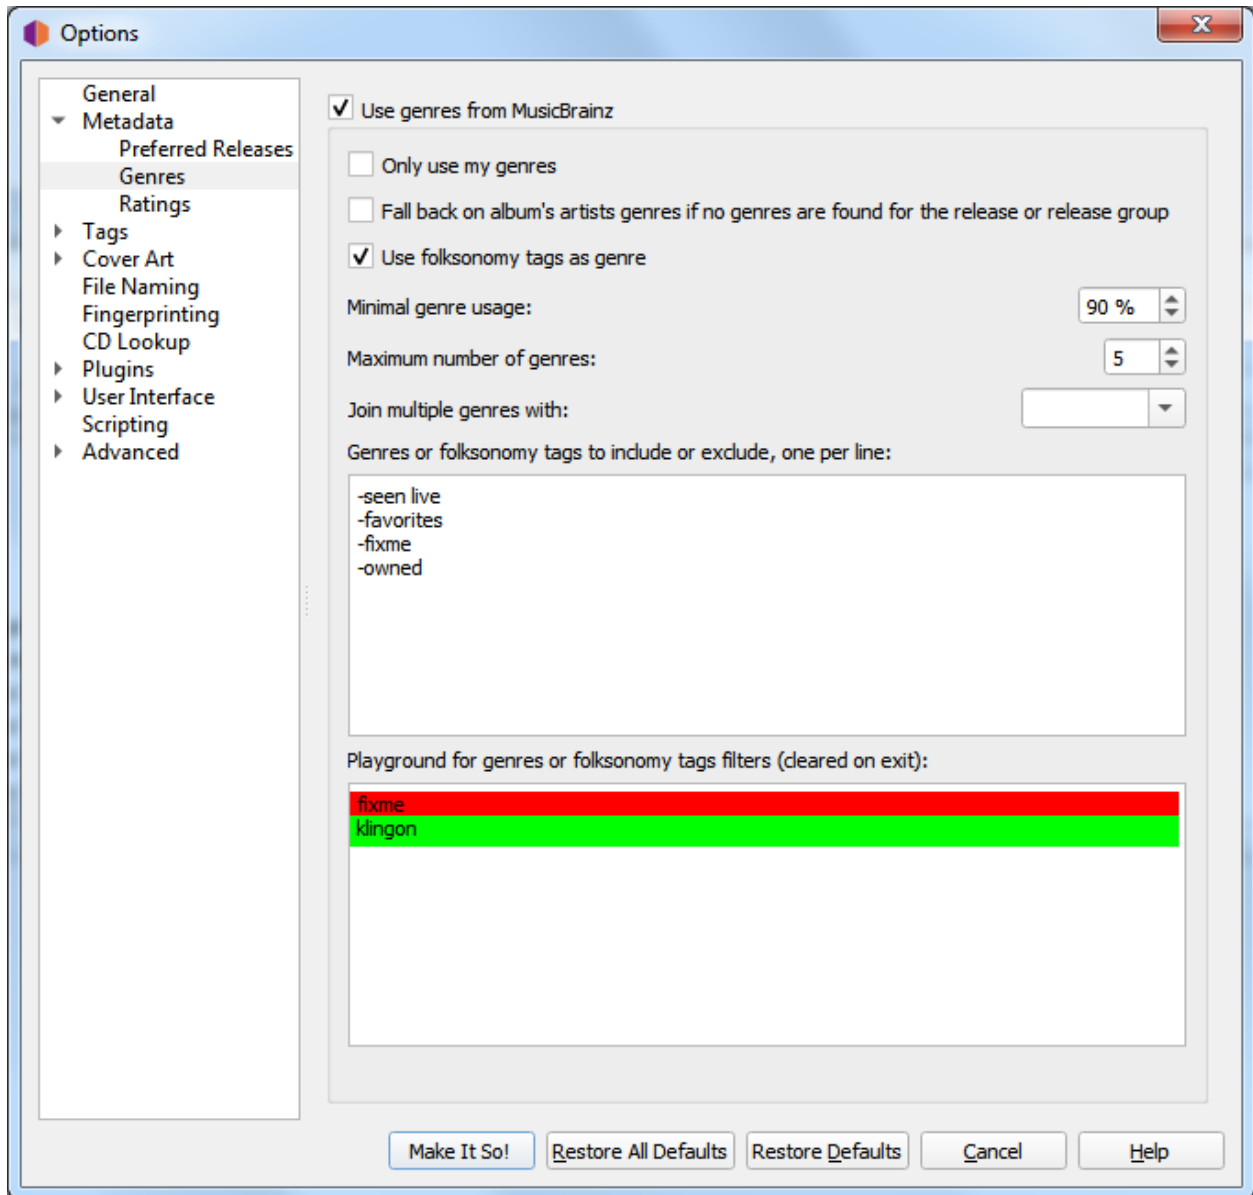 Options
General
Metadata
Preferred Releases
Genres
Ratings
Tags
Cover Art
File Naming
Fingerprinting
CD Lookup
Plugins
User Interface
Scripting
Advanced
Use genres from MusicBrainz
Only use my genres
Fall back on album's artists genres if no genres are found for the release or release group
Use folksonomy tags as genre
Minimal genre usage: 90 %
Maximum number of genres: 5
Join multiple genres with:
Genres or folksonomy tags to include or exclude, one per line:
-seen live
-favorites
-fixme
-owned
Playground for genres or folksonomy tags filters (cleared on exit):
fixme
klingon
Make It So! Restore All Defaults Restore Defaults Cancel Help